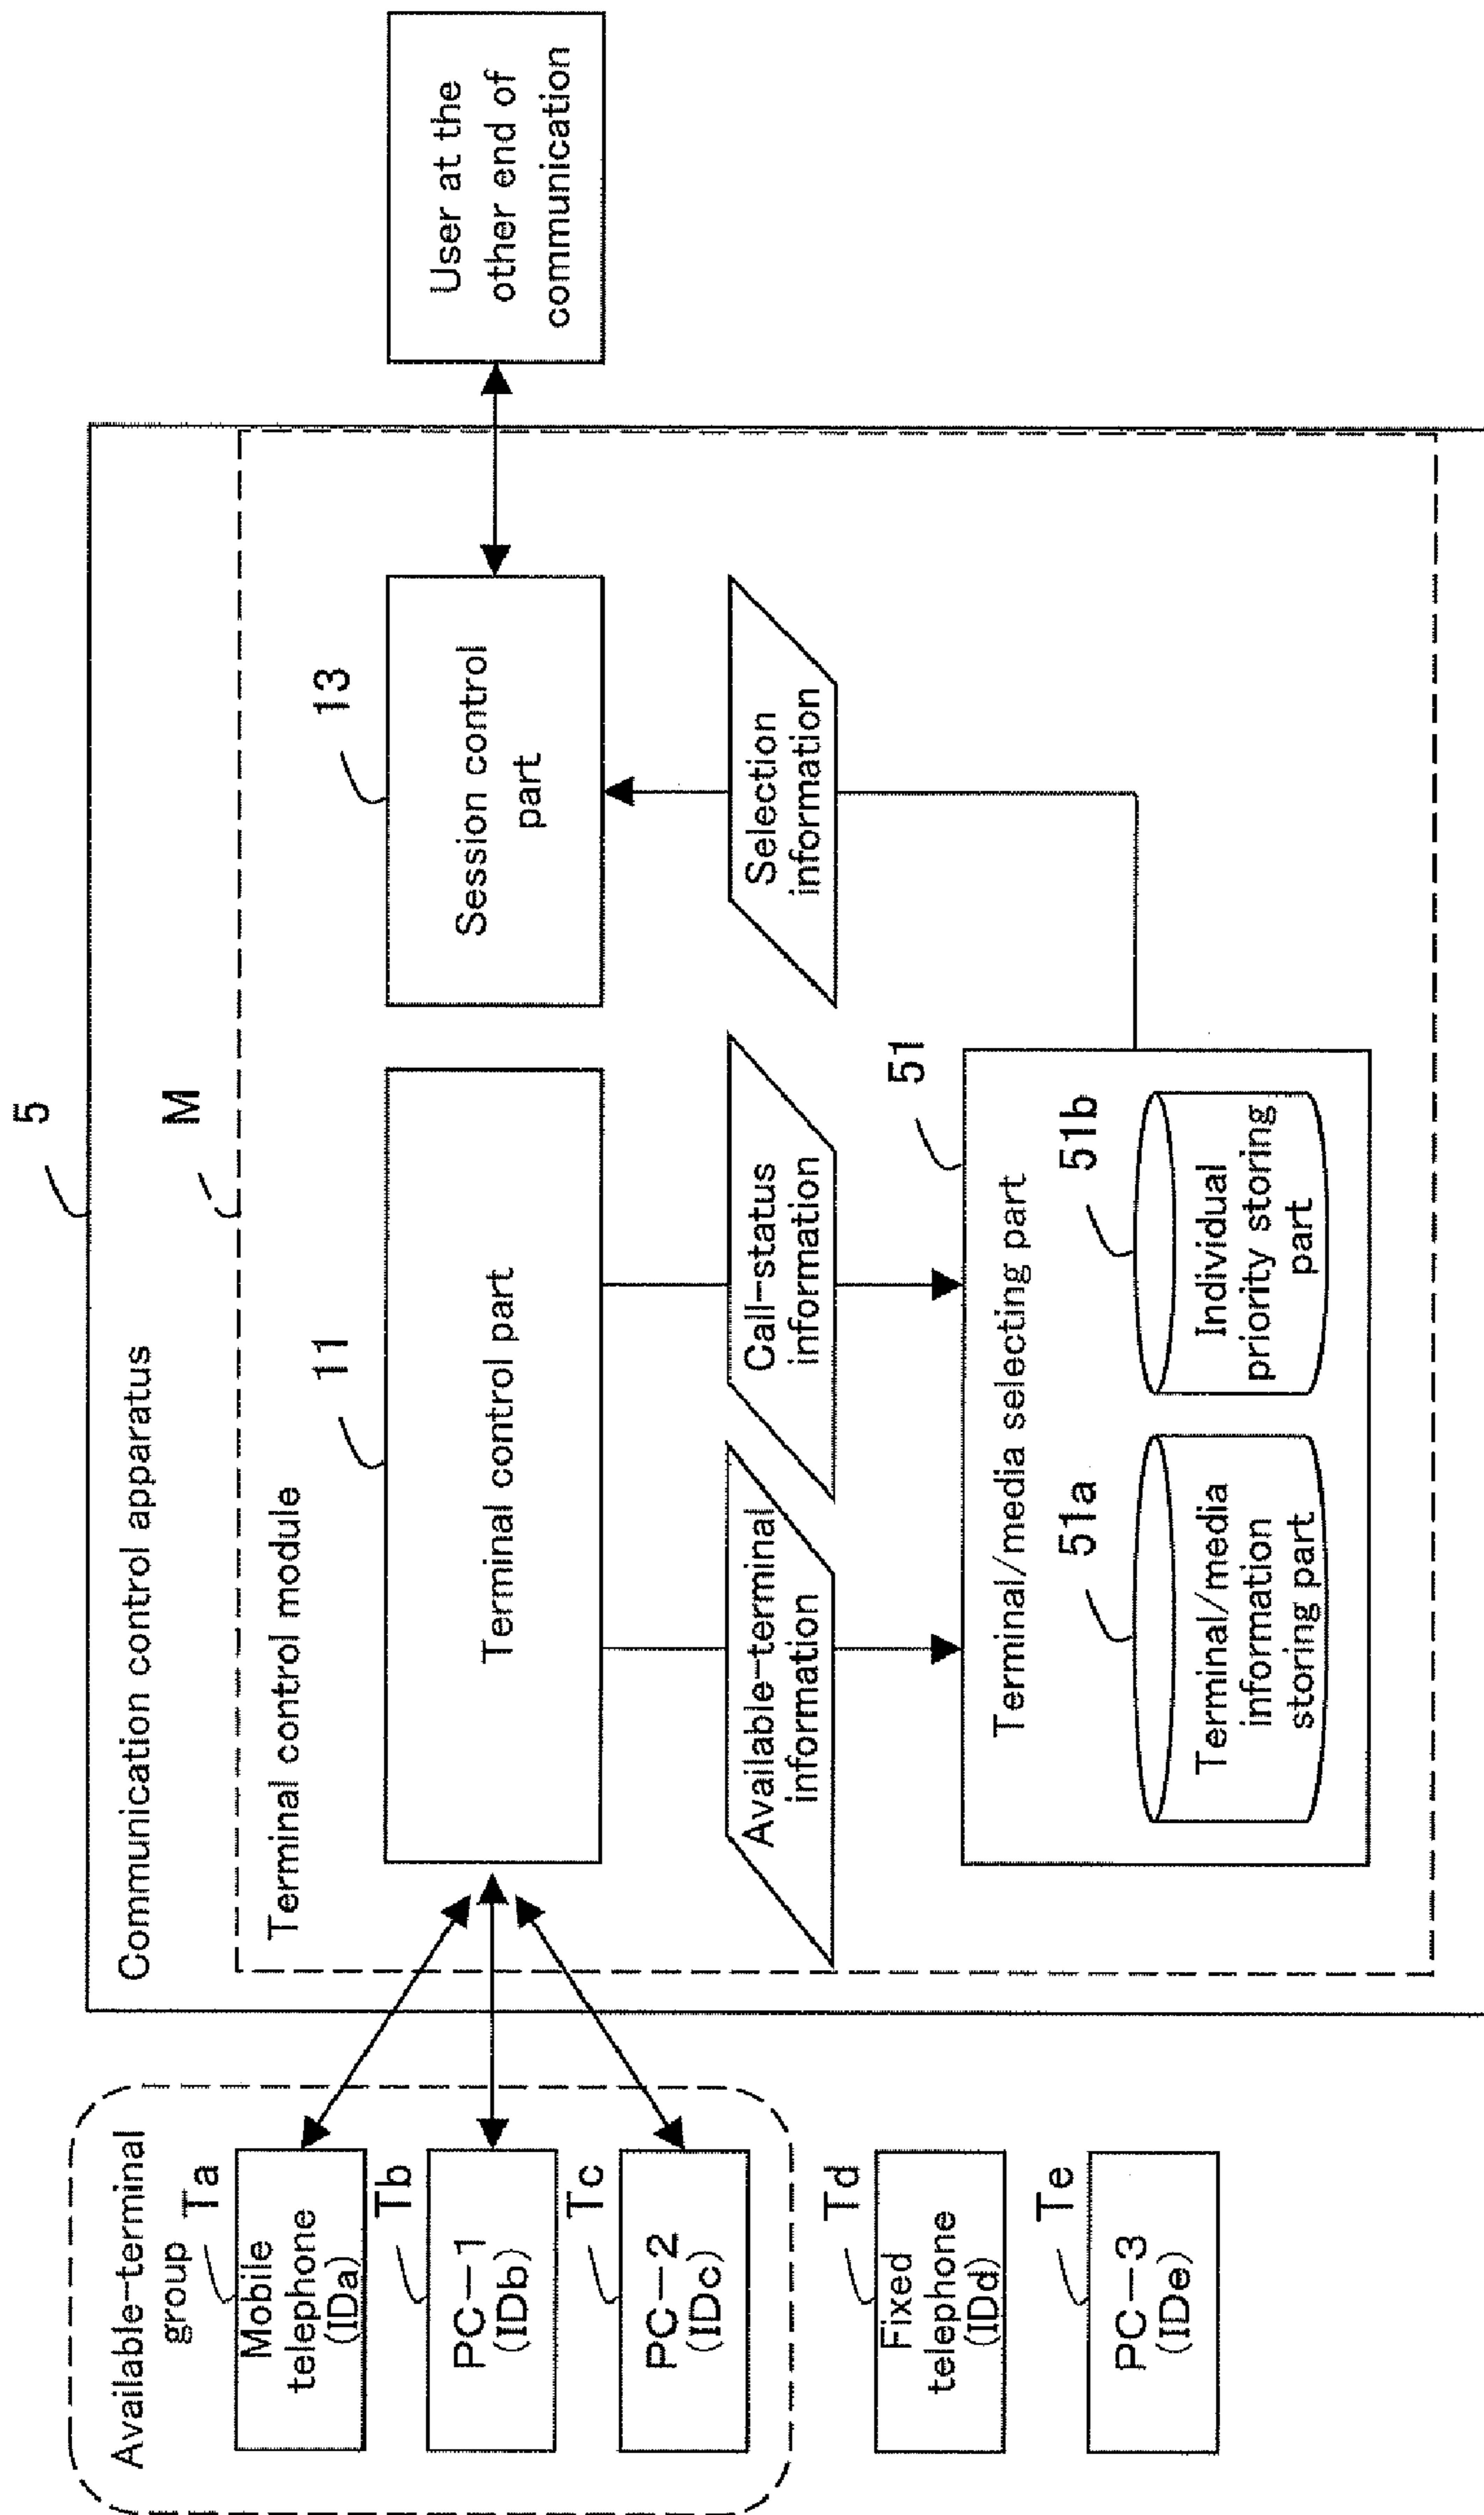 5
Communication control apparatus
M
Terminal control module
Available-terminal
group
Ta
Mobile
telephone
(IDa)
Tb
PC-1
(IDb)
Tc
PC-2
(IDc)
Td
Fixed
telephone
(IDd)
Te
PC-3
(IDe)
11
Terminal control part
13
Session control
part
User at the
other end of
communication
Available-terminal
information
Call-status
information
Selection
information
51
Terminal/media selecting part
51a
Terminal/media
information
storing part
51b
Individual
priority storing
part